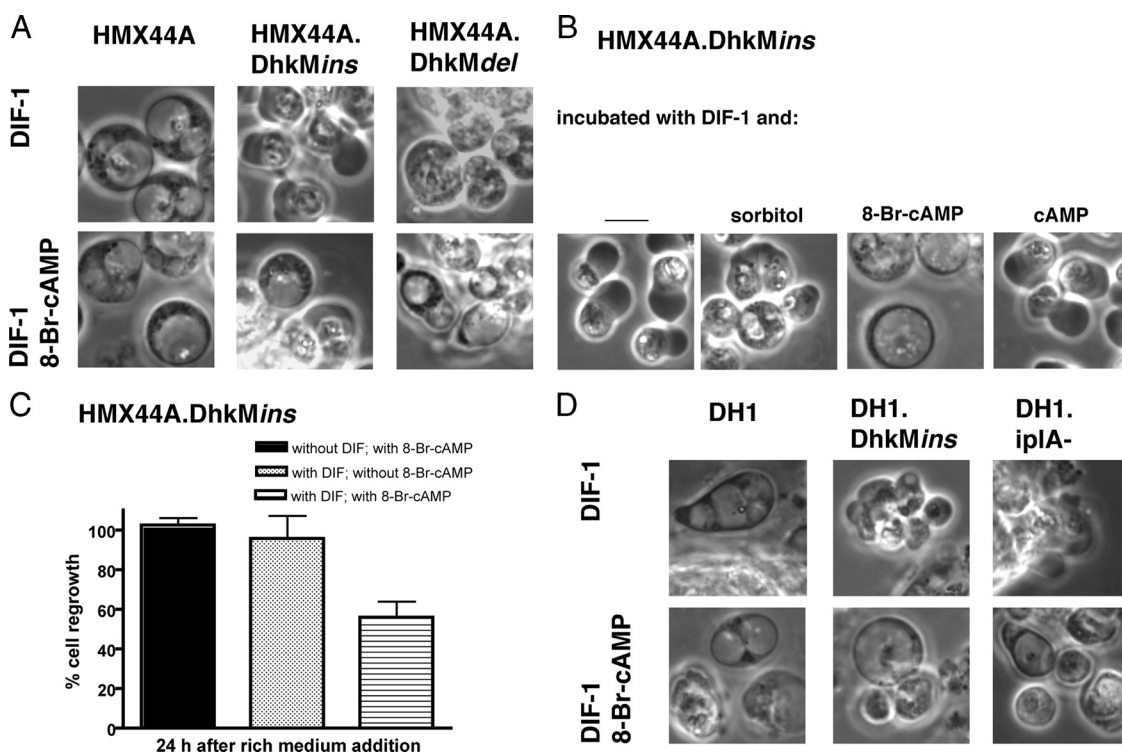 A
HMX44A
HMX44A.
DhkMins
HMX44A.
DhkMdel
DIF-1
DIF-1
8-Br-cAMP
B
HMX44A.DhkMins
incubated with DIF-1 and:
sorbitol
8-Br-cAMP
cAMP
C
HMX44A.DhkMins
without DIF; with 8-Br-cAMP
with DIF; without 8-Br-cAMP
with DIF; with 8-Br-cAMP
% cell regrowth
100
80
60
40
20
0
24 h after rich medium addition
D
DH1
DH1.
DhkMins
DH1.
iplA-
DIF-1
DIF-1
8-Br-cAMP